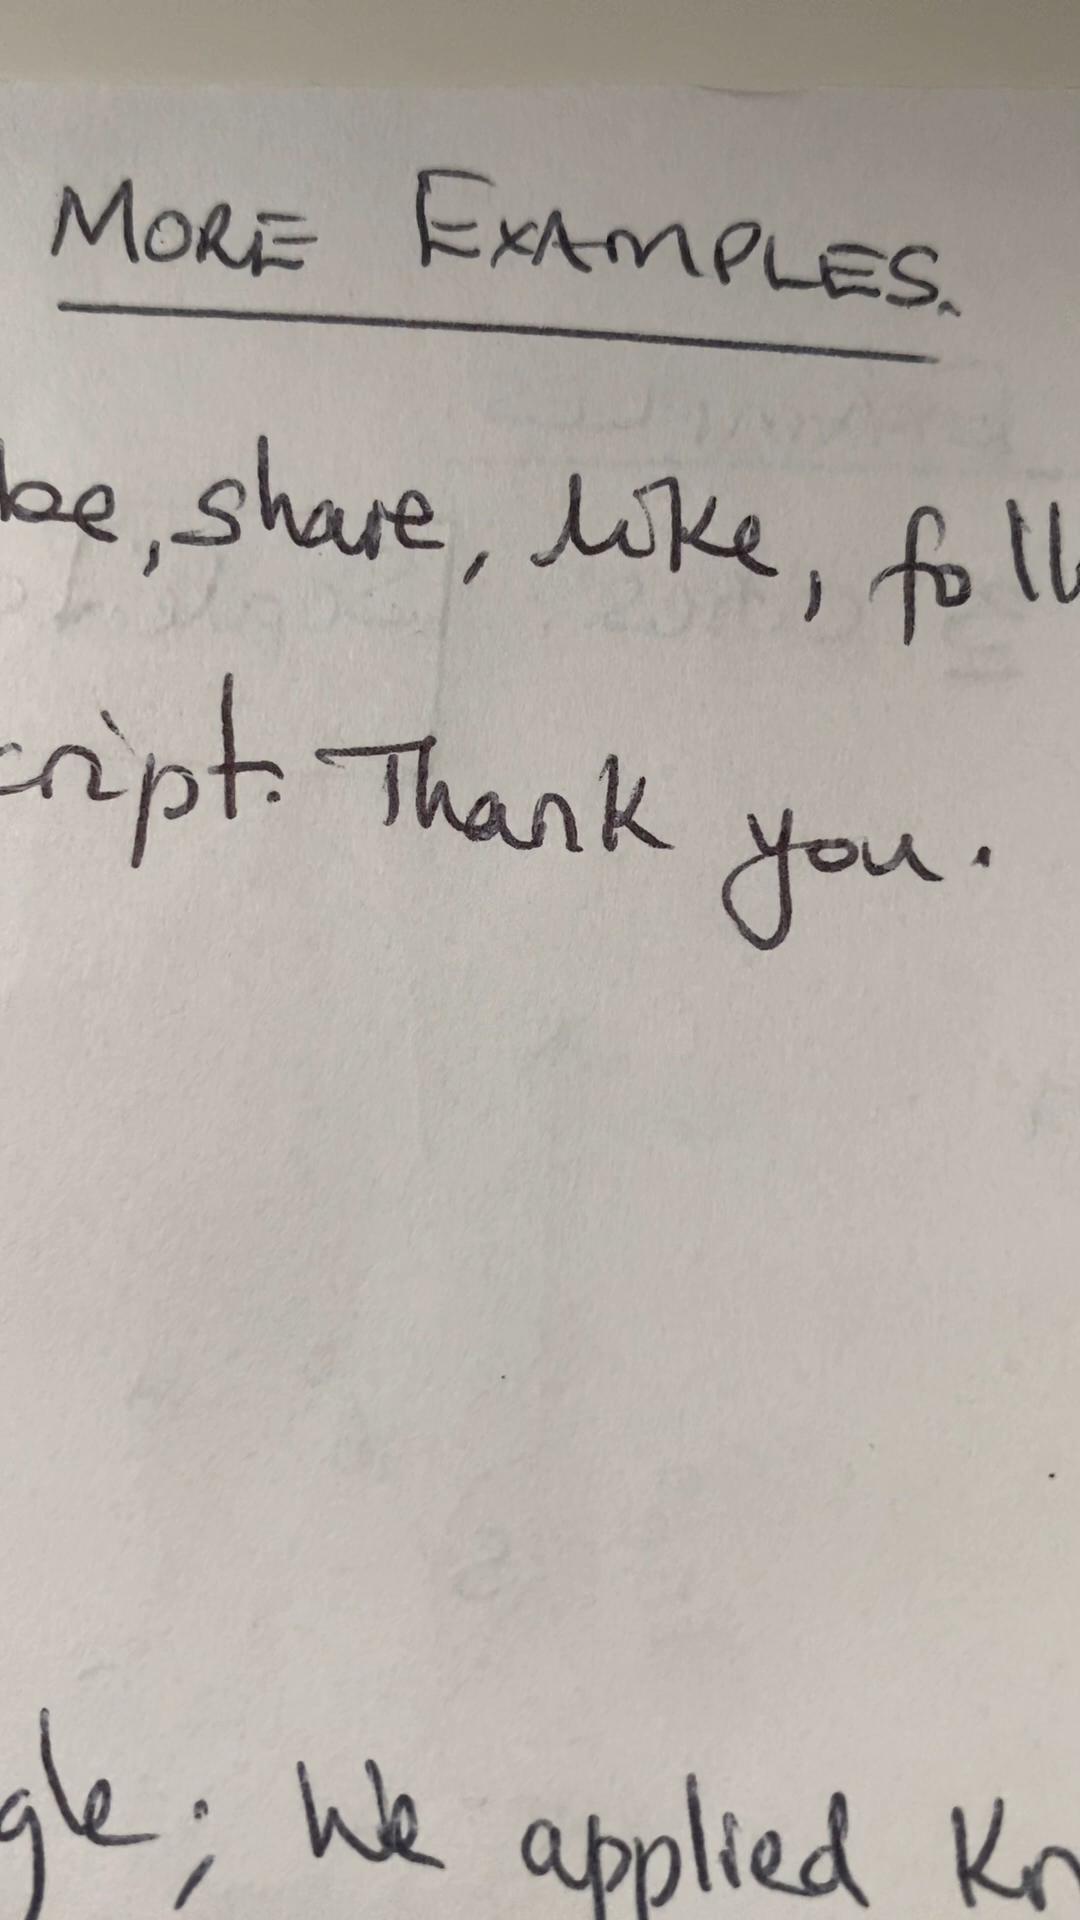 MORE EXAMPLES.
be, share, like, foll
cript. Thank you.
gle; We applied Kn